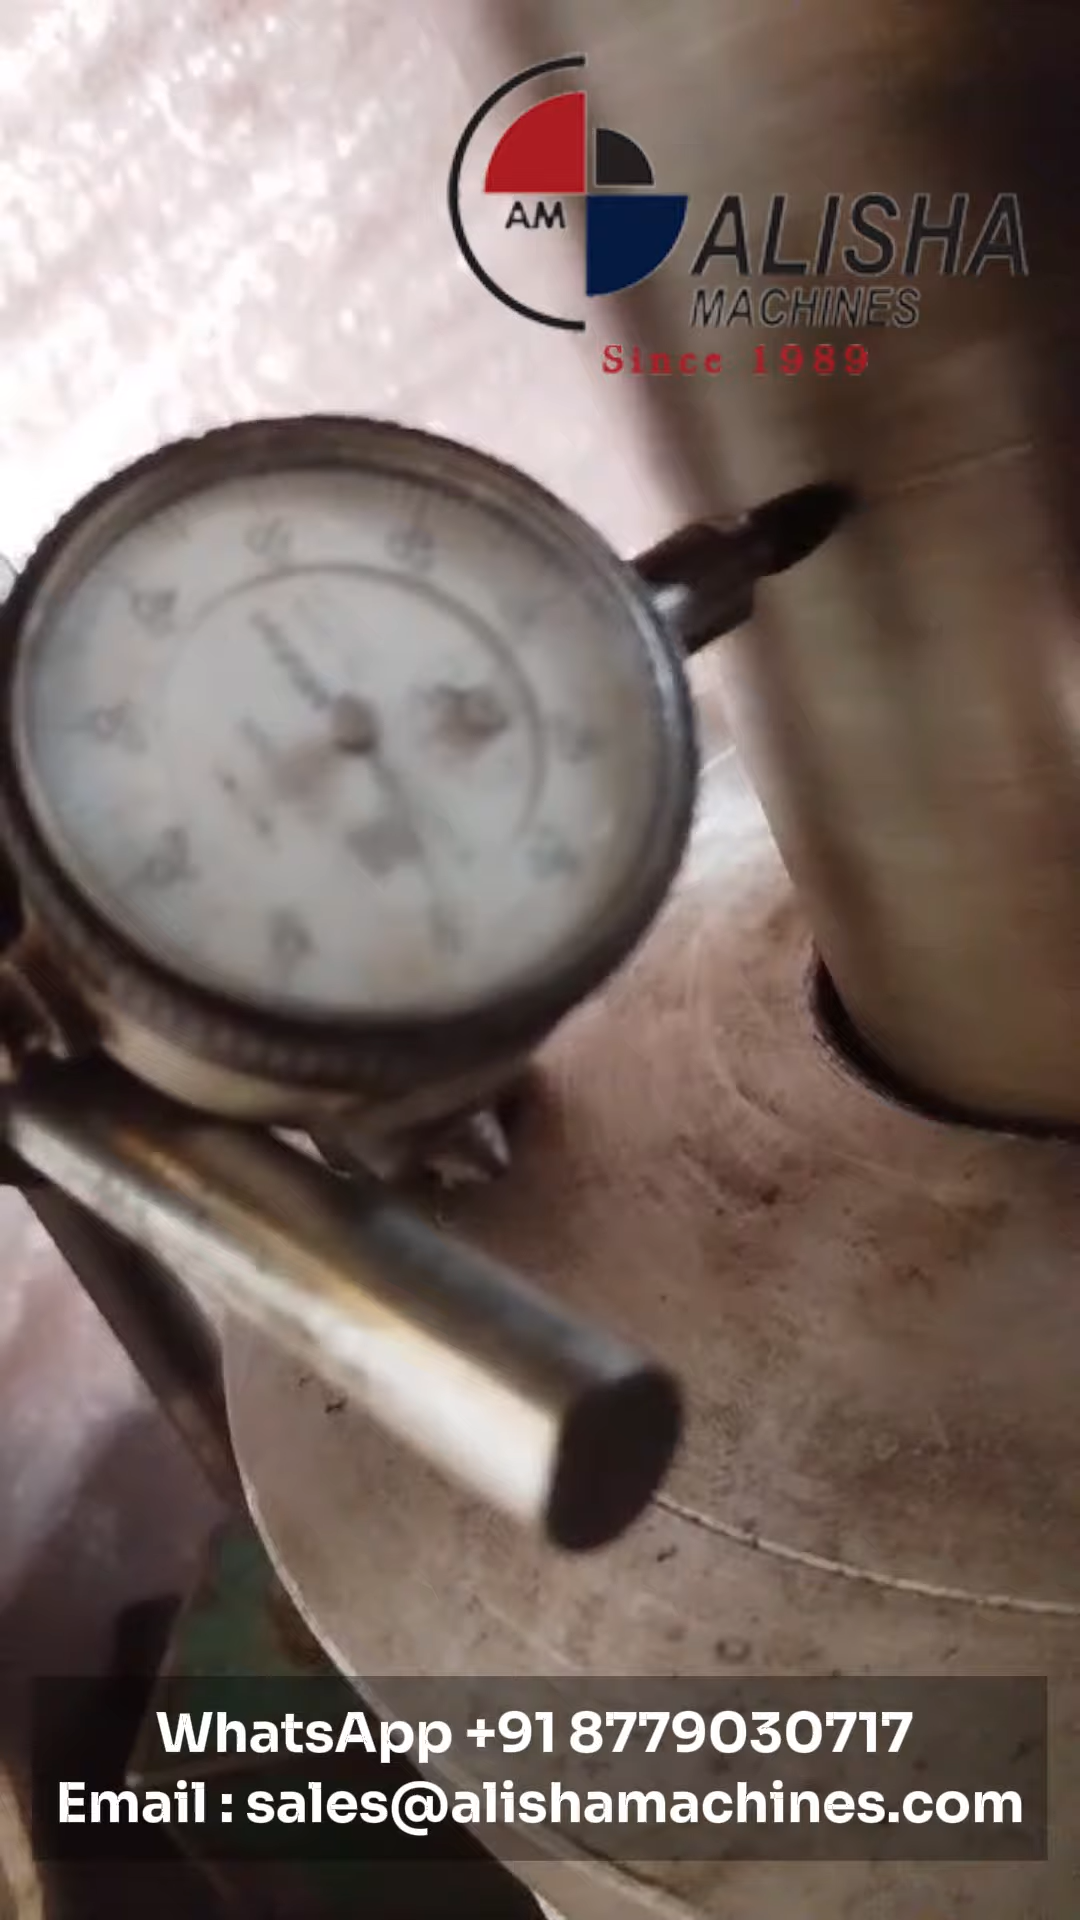 AM
ALISHA
MACHINES
Since 1989
WhatsApp +91 8779030717
Email : sales@alishamachines.com